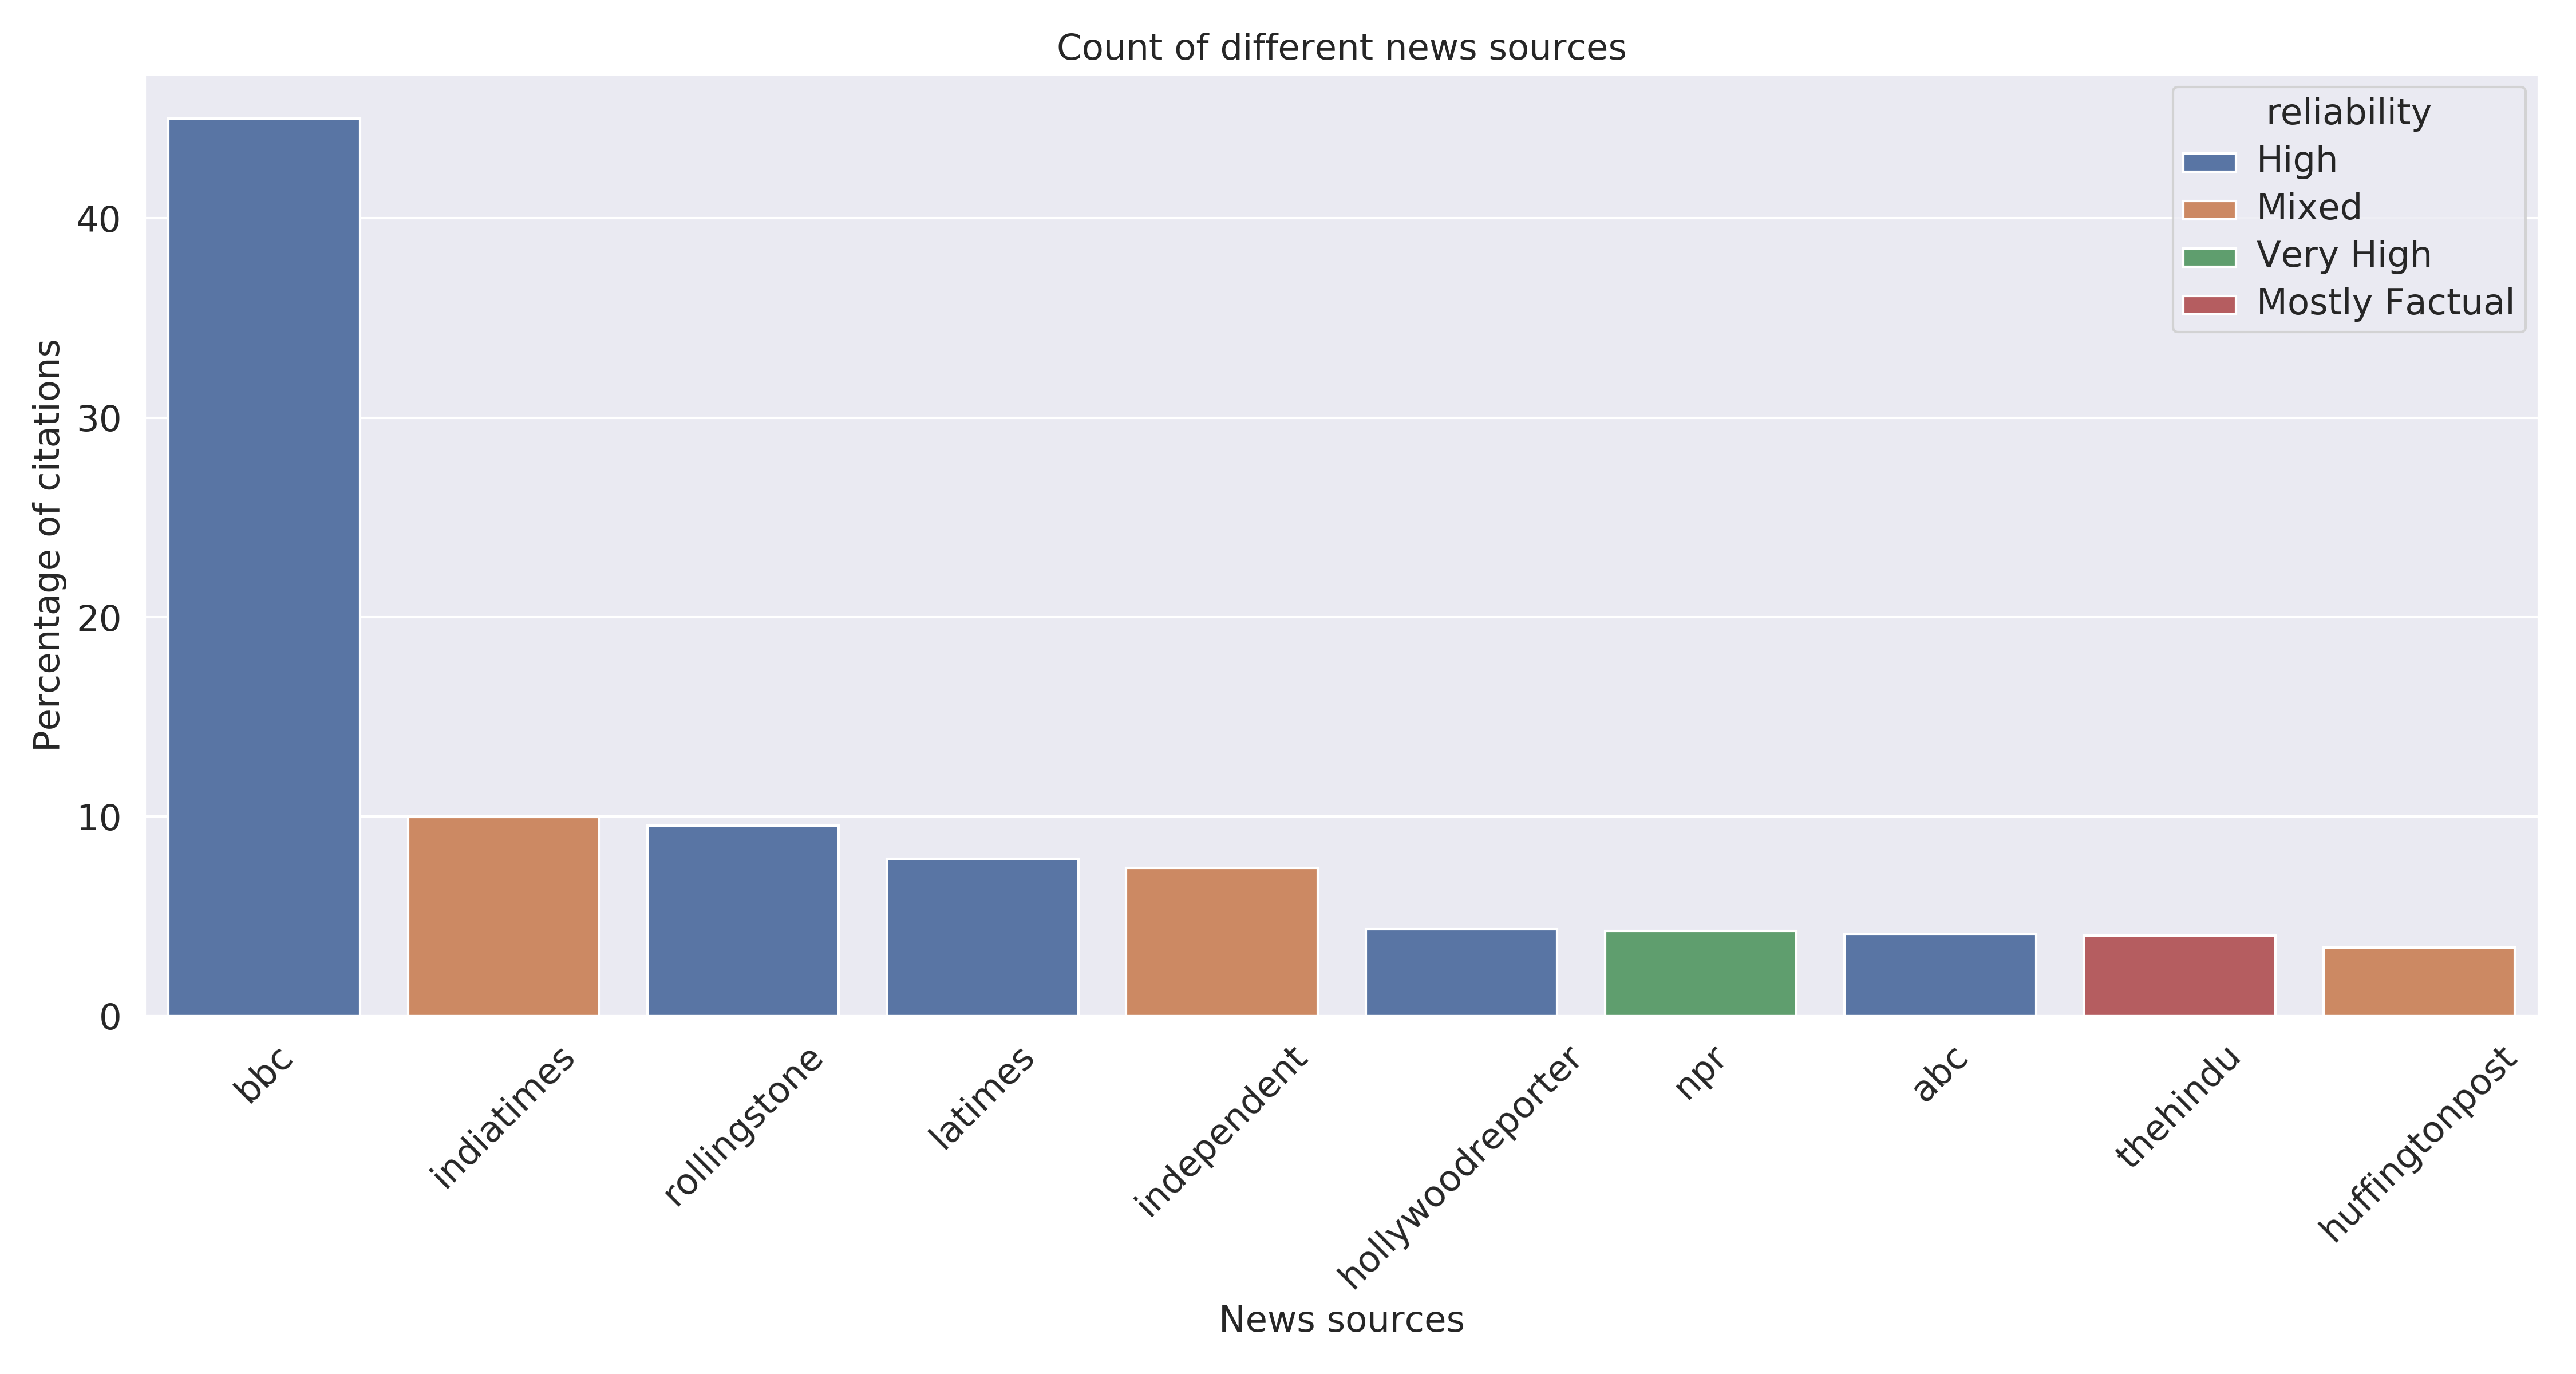 Count of different news sources
reliability
High
Mixed
Very High
Mostly Factual
Percentage of citations
40
30
20
10
0
bbc
indiatimes
rollingstone
latimes
independent
hollywoodreporter
npr
abc
thehindu
huffingtonpost
News sources